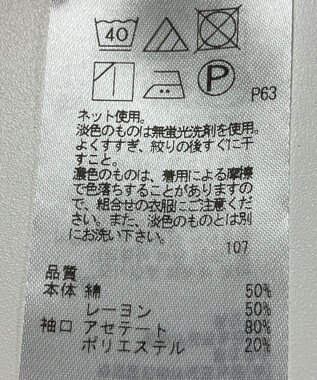 40
P
P63
ネット使用。
淡色のものは無蛍光洗剤を使用。
よくすすぎ、絞りの後すぐに干
すこと。
濃色のものは、着用による摩擦
で色落ちすることがありますの
で、組合せの衣服にご注意くださ
い。また、淡色のものとは別
にお洗い下さい。
107
品質
本体 綿 50%
レーヨン 50%
袖口 アセテート 80%
ポリエステル 20%